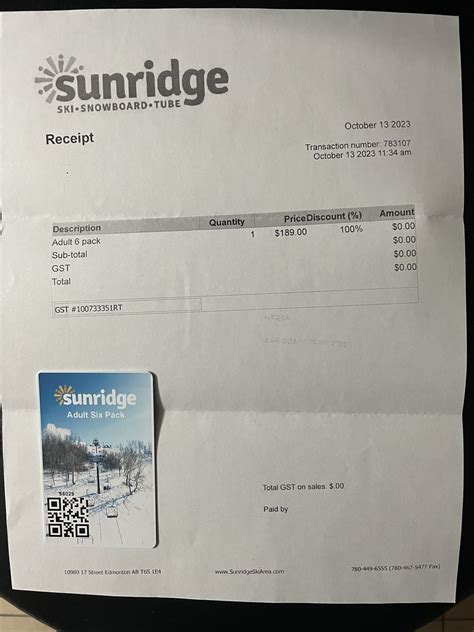 sunridge
SKI•SNOWBOARD•TUBE
October 13 2023
Receipt
Transaction number: 783107
October 13 2023 11:34 am
Description Quantity Price Discount (%) Amount
Adult 6 pack 1 $189.00 100% $0.00
Sub-total $0.00
GST $0.00
Total
GST #100733351RT
sunridge
Adult Six Pack
56029
Total GST on sales: $.00
Paid by
10980 17 Street Edmonton AB T6S 1E4 www.SunridgeSkiArea.com 780-449-6555 (780-467-5477 Fax)